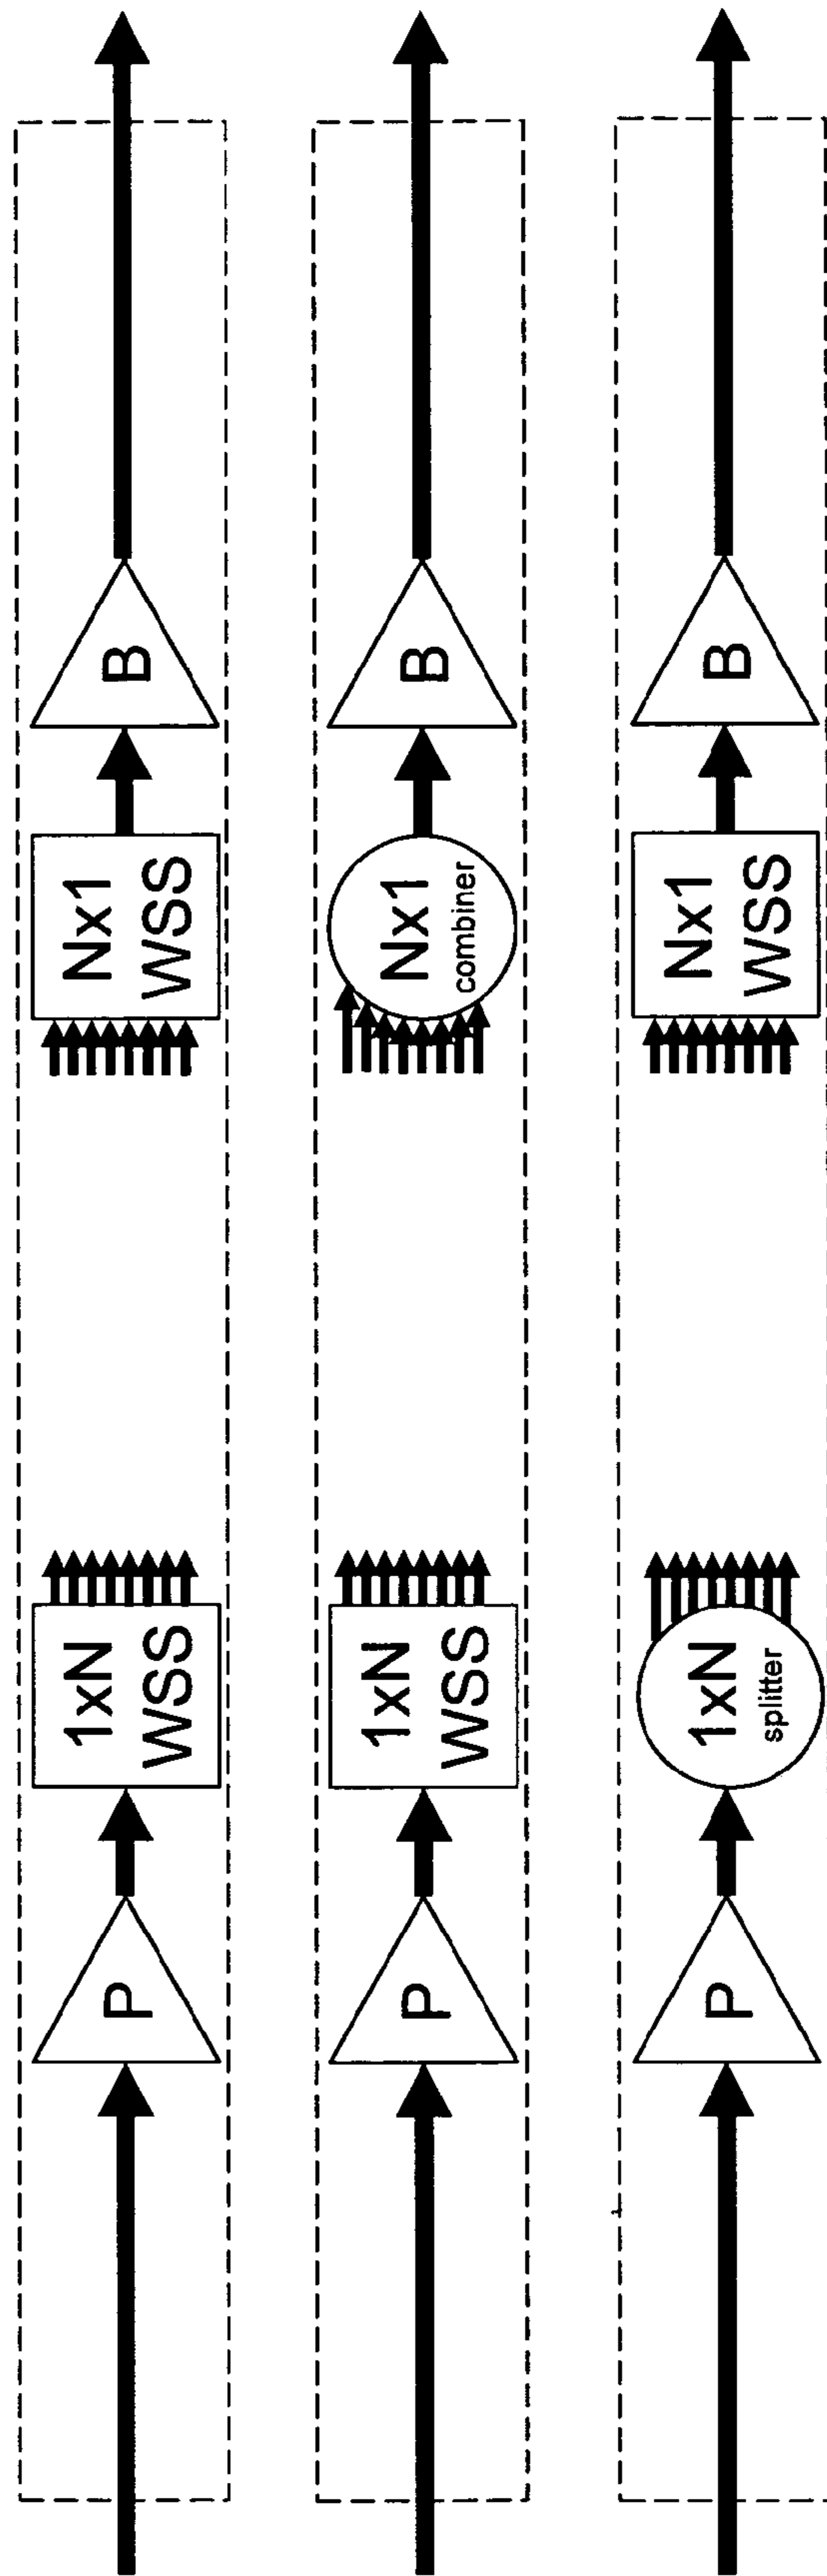 P
1xN
WSS
Nx1
WSS
B
P
1xN
WSS
Nx1
combiner
B
P
1xN
splitter
Nx1
WSS
B